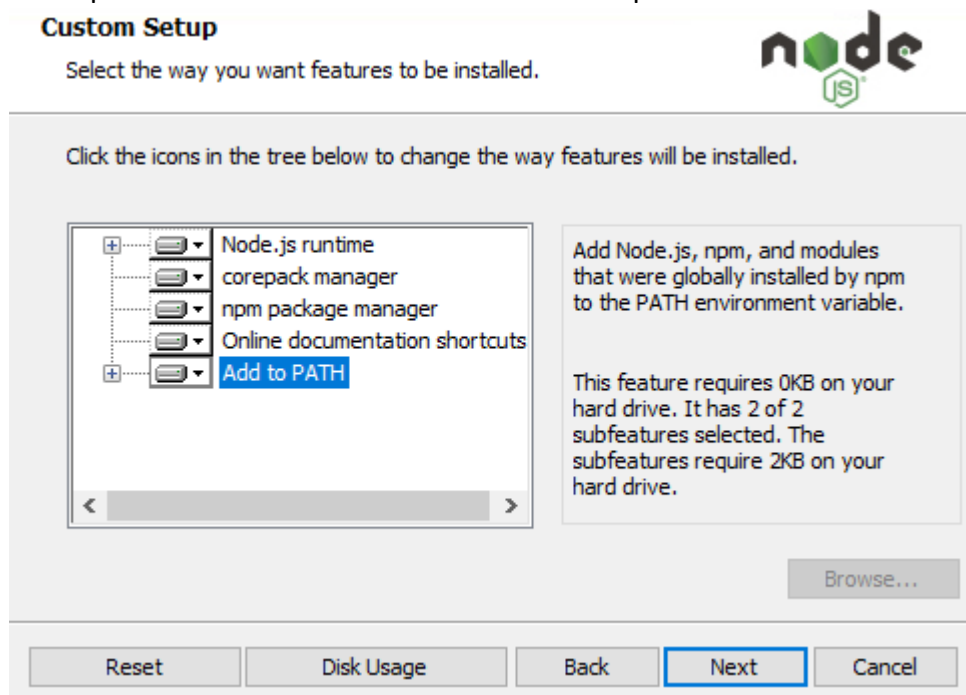 Custom Setup
Select the way you want features to be installed.
node
JS
Click the icons in the tree below to change the way features will be installed.
Node.js runtime
corepack manager
npm package manager
Online documentation shortcuts
Add to PATH
Add Node.js, npm, and modules
that were globally installed by npm
to the PATH environment variable.
This feature requires 0KB on your
hard drive. It has 2 of 2
subfeatures selected. The
subfeatures require 2KB on your
hard drive.
Browse...
Reset
Disk Usage
Back
Next
Cancel